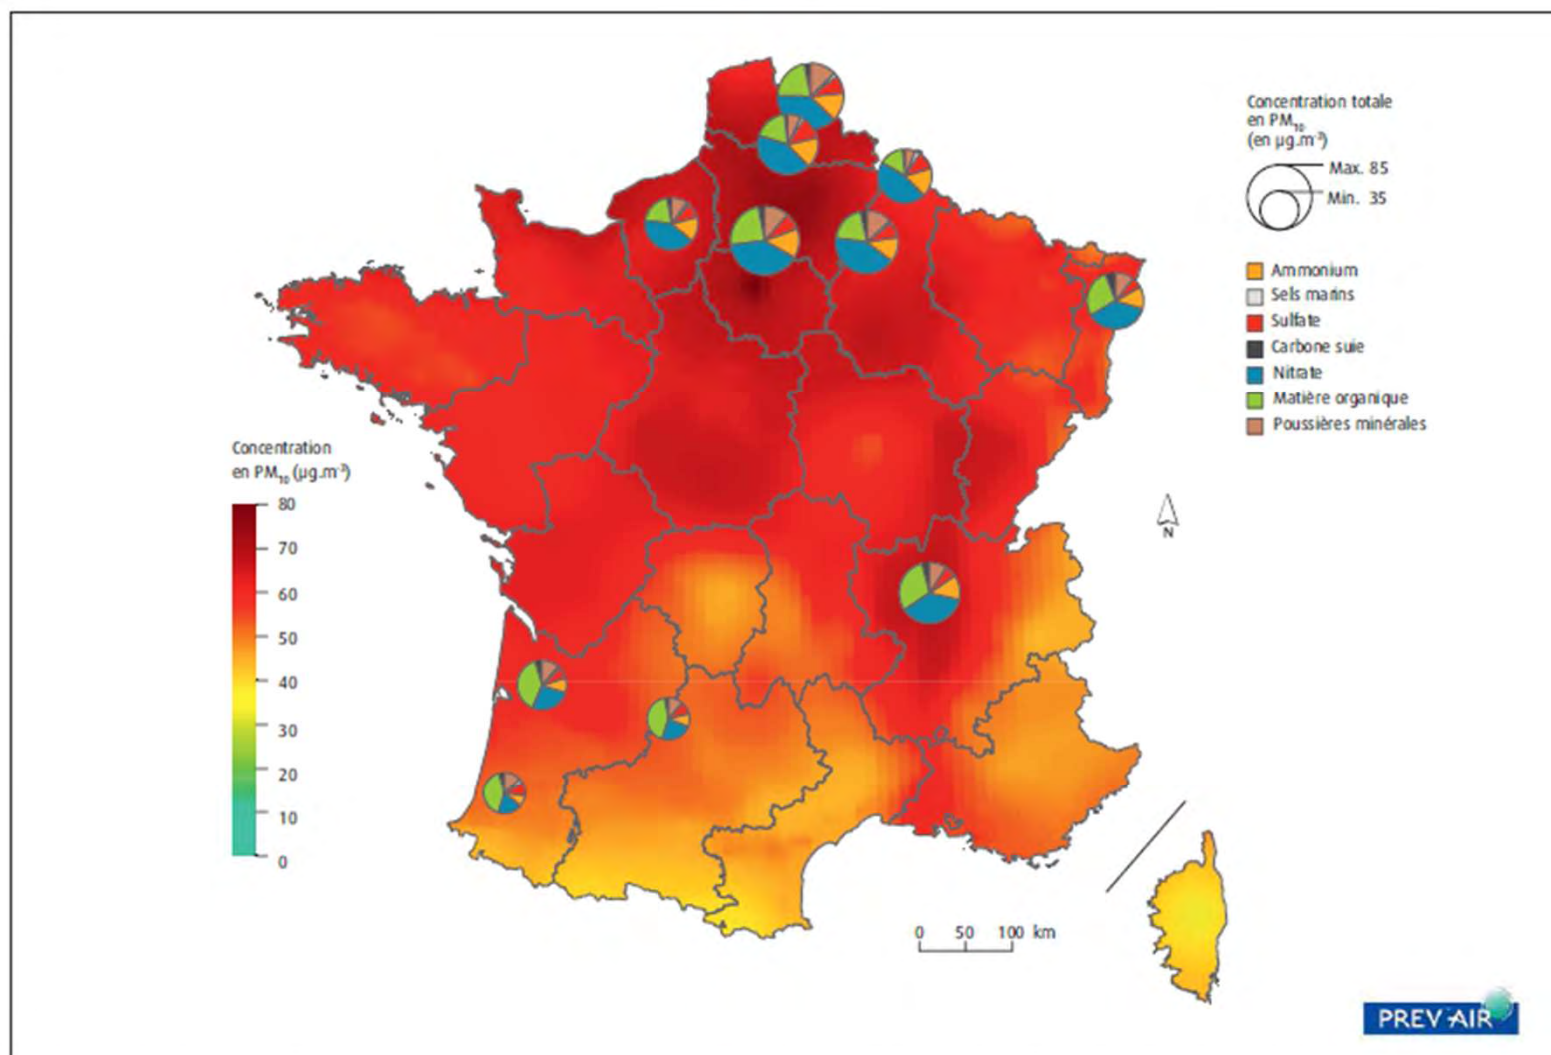 Concentration totale
en PM10
(en µg.m-3)
Max. 85
Min. 35
Ammonium
Sels marins
Sulfate
Carbone suie
Nitrate
Matière organique
Poussières minérales
Concentration
en PM10 (µg.m-3)
80
70
60
50
40
30
20
10
0
N
0 50 100 km
PREV'AIR